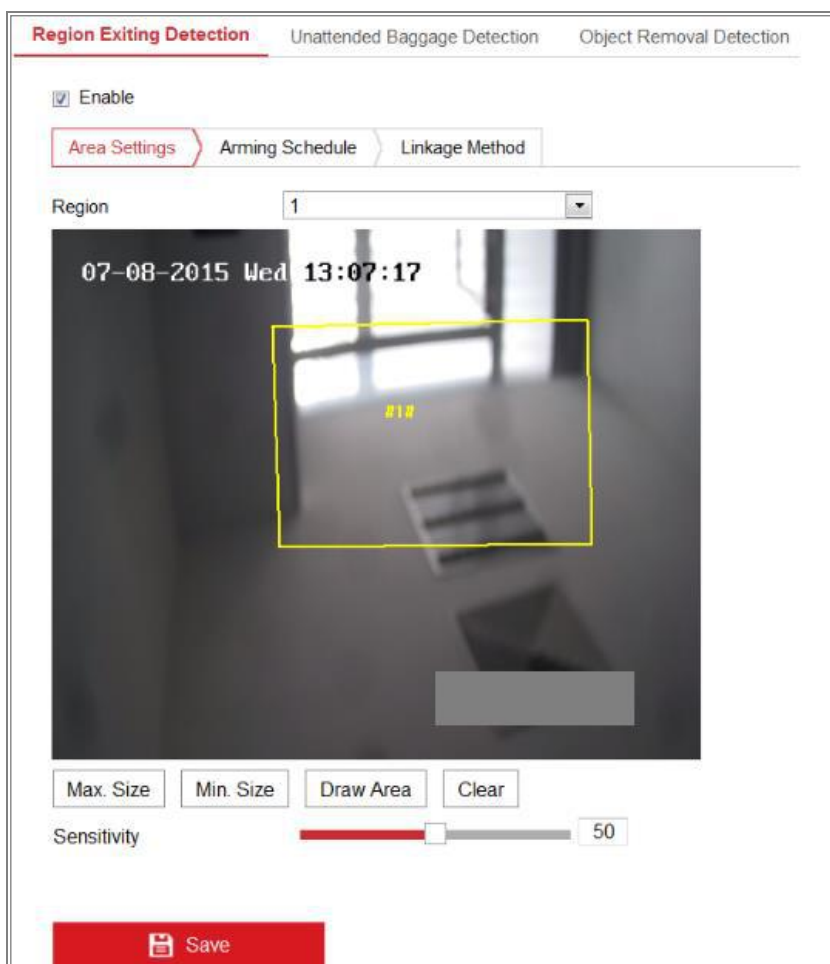 Region Exiting Detection Unattended Baggage Detection Object Removal Detection
Enable
Area Settings Arming Schedule Linkage Method
Region 1
07-08-2015 Wed 13:07:17
#1#
Max. Size Min. Size Draw Area Clear
Sensitivity 50
Save